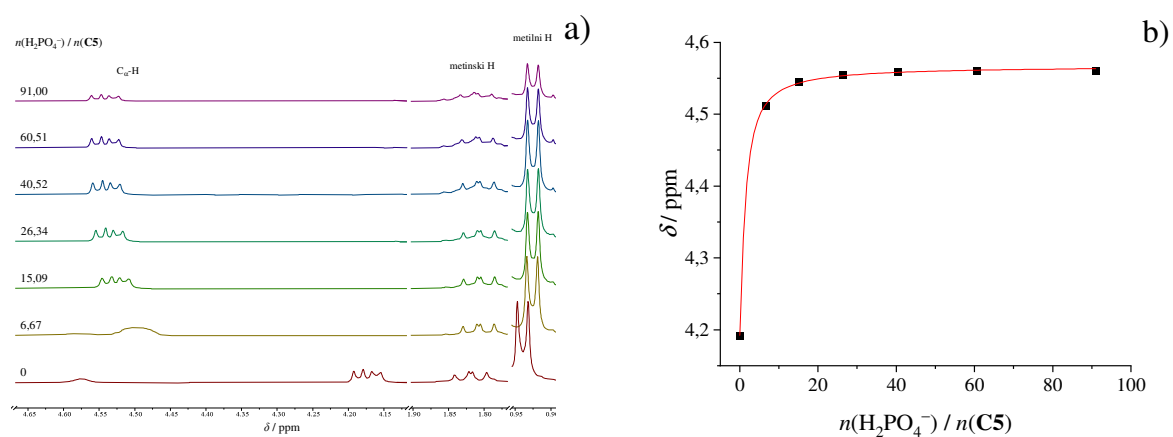 a)
n(H₂PO₄⁻) / n(C5)
Cα-H
metinski H
metilni H
91,00
60,51
40,52
26,34
15,09
6,67
0
4.65 4.60 4.55 4.50 4.45 4.40 4.35 4.30 4.25 4.20 4.15 1.90 1.85 1.80 0.95 0.90
δ / ppm
b)
4,6
4,5
4,4
4,3
4,2
δ / ppm
0 20 40 60 80 100
n(H₂PO₄⁻) / n(C5)